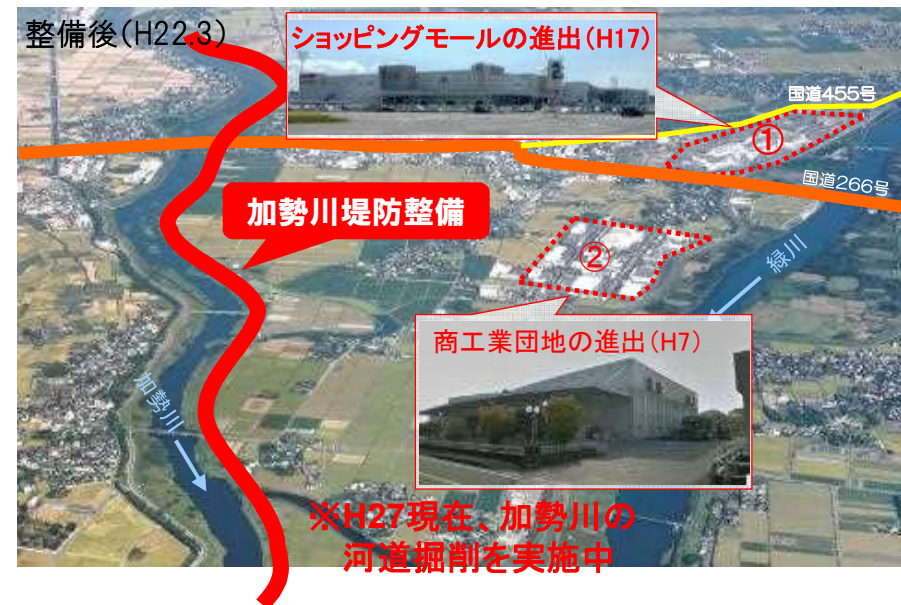 整備後(H22.3)
ショッピングモールの進出(H17)
国道455号
①
国道266号
加勢川堤防整備
②
緑川
商工業団地の進出(H7)
加勢川
※H27現在、加勢川の
河道掘削を実施中